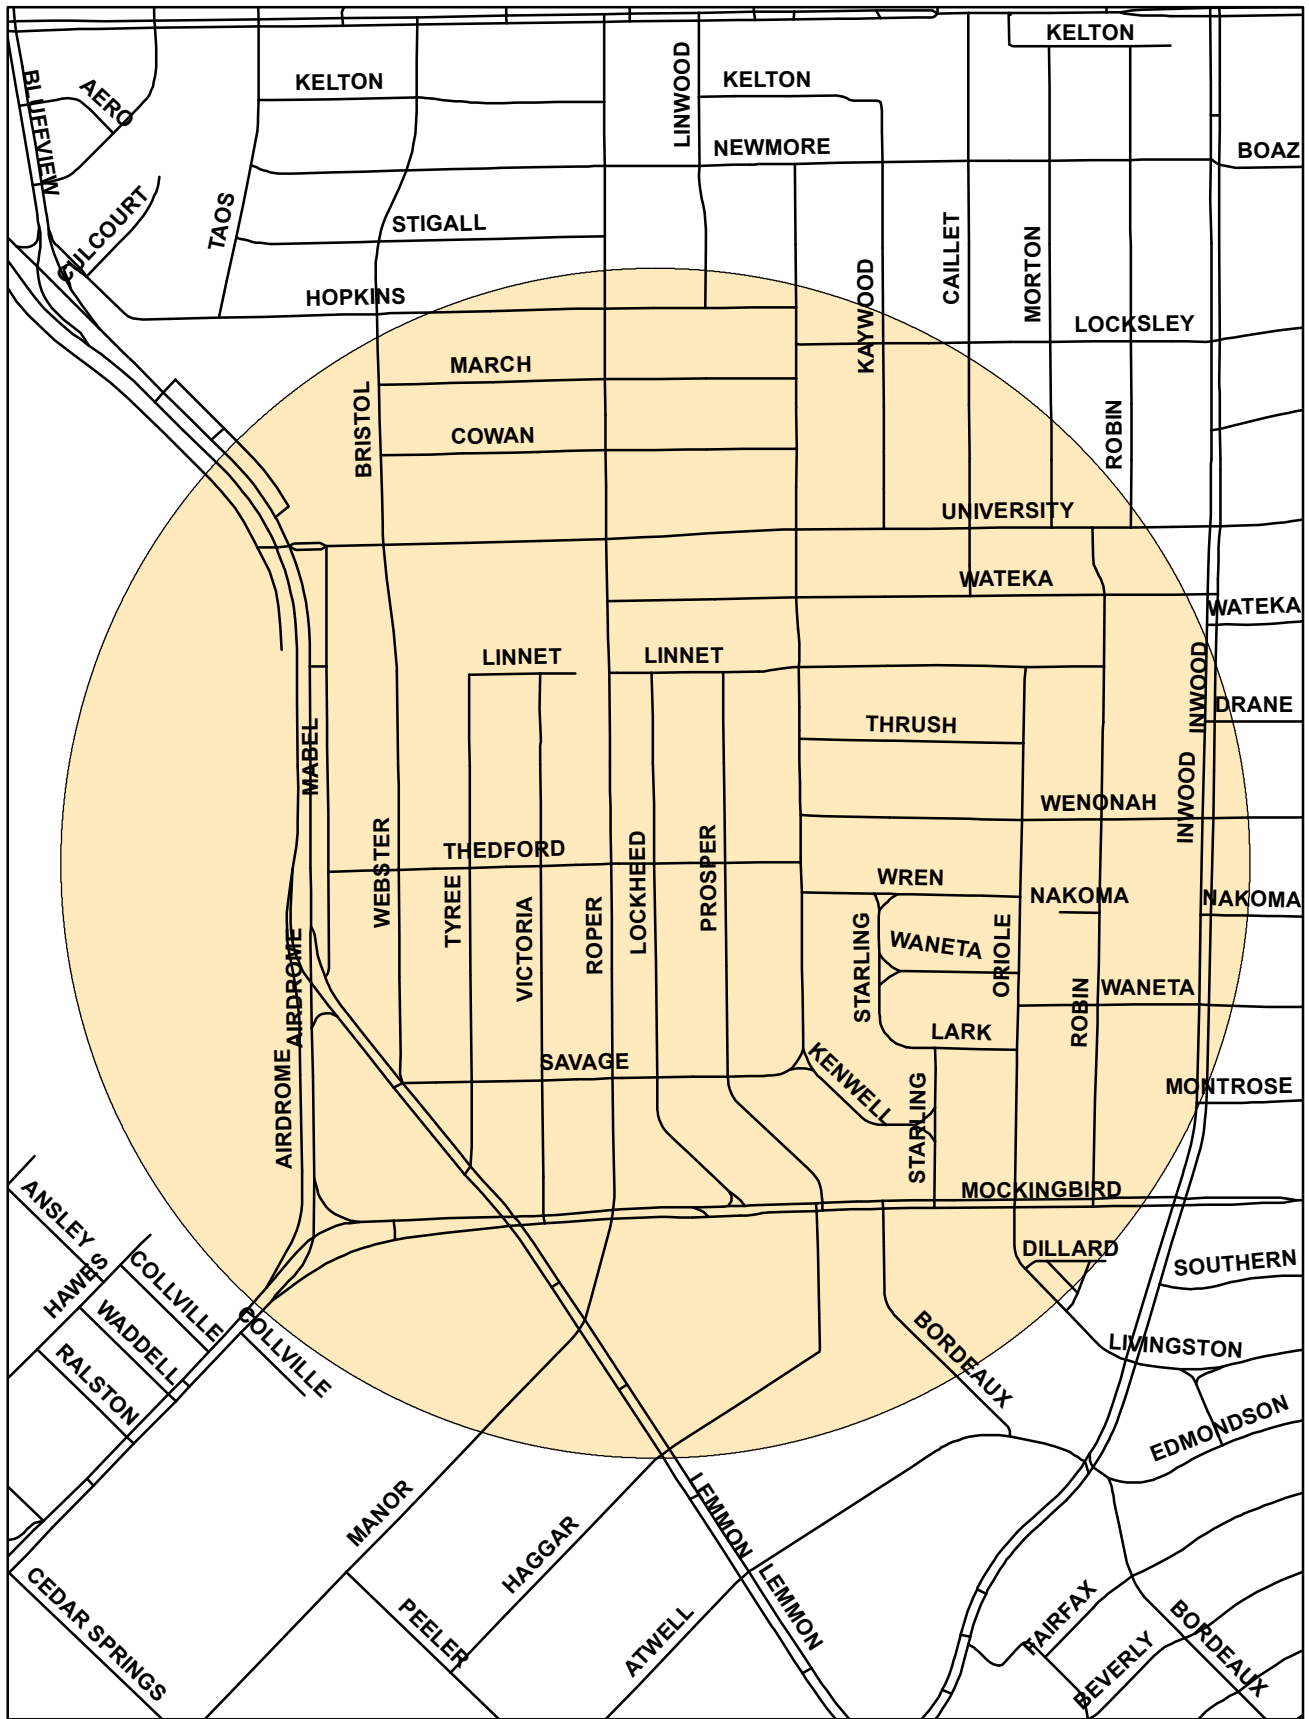 KELTON
BLUFFVIEW
AERO
KELTON
LINWOOD
KELTON
NEWMORE
BOAZ
TAOS
CULCOURT
STIGALL
CAILLET
MORTON
KAYWOOD
HOPKINS
LOCKSLEY
MARCH
BRISTOL
COWAN
ROBIN
UNIVERSITY
WATEKA
WATEKA
LINNET
LINNET
INWOOD
DRANE
THRUSH
MABEL
INWOOD
WENONAH
WEBSTER
THEDFORD
LOCKHEED
PROSPER
WREN
NAKOMA
NAKOMA
TYREE
VICTORIA
ROPER
STARLING
WANETA
ORIOLE
AIRDROME
WANETA
ROBIN
LARK
SAVAGE
KENWELL
MONTROSE
AIRDROME
STARLING
MOCKINGBIRD
ANSLEY
DILLARD
SOUTHERN
HAWES
COLLVILLE
WADDELL
COLLVILLE
RALSTON
BORDEAUX
LIVINGSTON
EDMONDSON
MANOR
LEMMON
HAGGAR
LEMMON
CEDAR SPRINGS
PEELER
ATWELL
FAIRFAX
BEVERLY
BORDEAUX